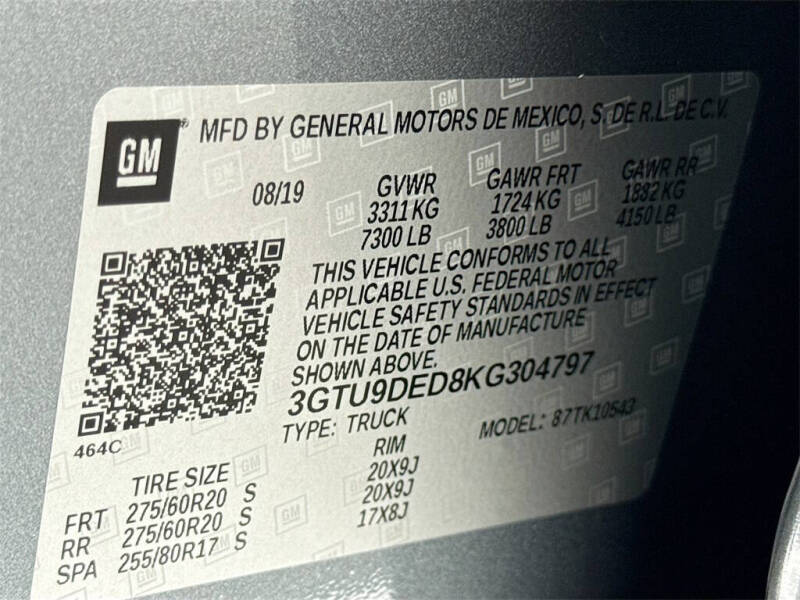 GM
® MFD BY GENERAL MOTORS DE MEXICO, S. DE R.L. DE C.V.
08/19
GVWR GAWR FRT GAWR RR
3311 KG 1724 KG 1882 KG
7300 LB 3800 LB 4150 LB
THIS VEHICLE CONFORMS TO ALL
APPLICABLE U.S. FEDERAL MOTOR
VEHICLE SAFETY STANDARDS IN EFFECT
ON THE DATE OF MANUFACTURE
SHOWN ABOVE.
3GTU9DED8KG304797
464C
TYPE: TRUCK MODEL: 87TK10543
TIRE SIZE RIM
FRT 275/60R20 S 20X9J
RR 275/60R20 S 20X9J
SPA 255/80R17 S 17X8J